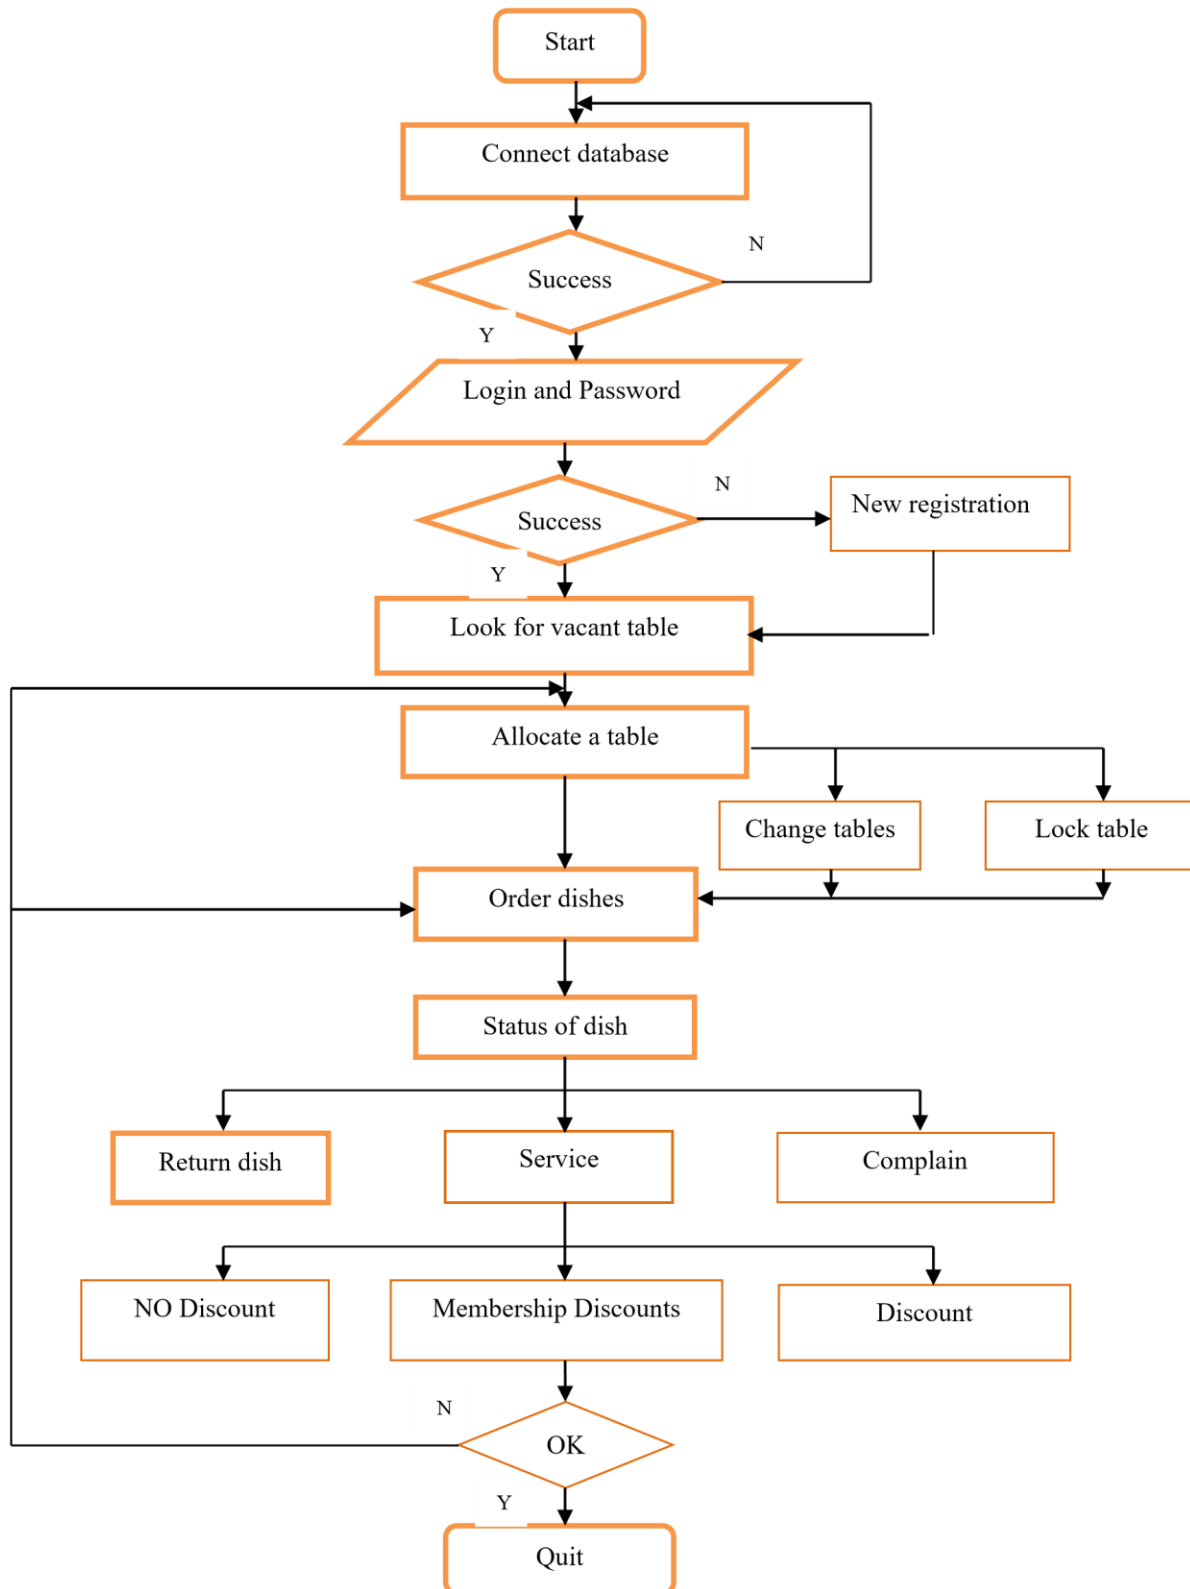 Start
Connect database
N
Success
Y
Login and Password
N
New registration
Success
Y
Look for vacant table
Allocate a table
Change tables
Lock table
Order dishes
Status of dish
Return dish
Service
Complain
NO Discount
Membership Discounts
Discount
N
OK
Y
Quit